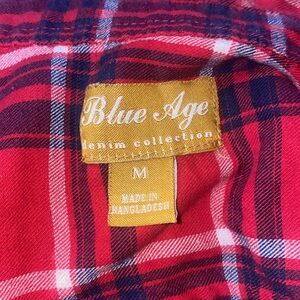 Blue Age
denim collection
M
MADE IN
BANGLADESH